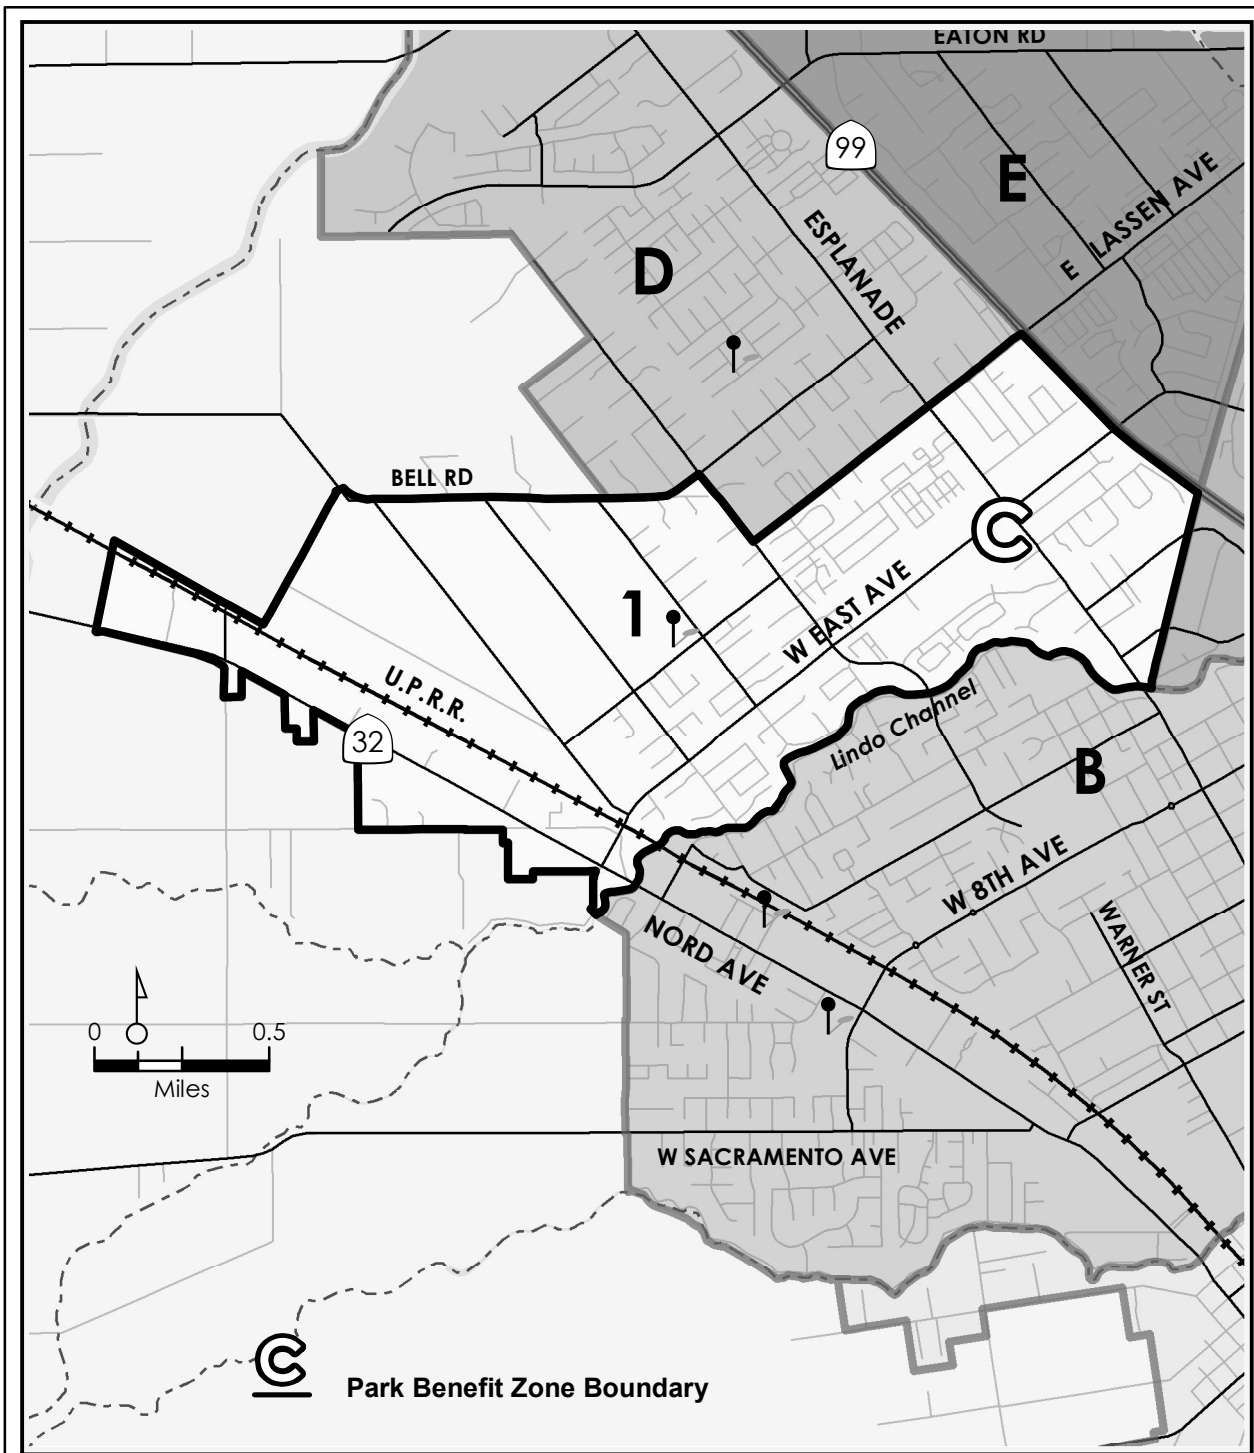 EATON RD
99
E
E LASSEN AVE
ESPLANADE
D
BELL RD
C
1
W EAST AVE
U.P.R.R.
32
Lindo Channel
B
W 8TH AVE
WARNER ST
NORD AVE
0 0.5
Miles
W SACRAMENTO AVE
C Park Benefit Zone Boundary